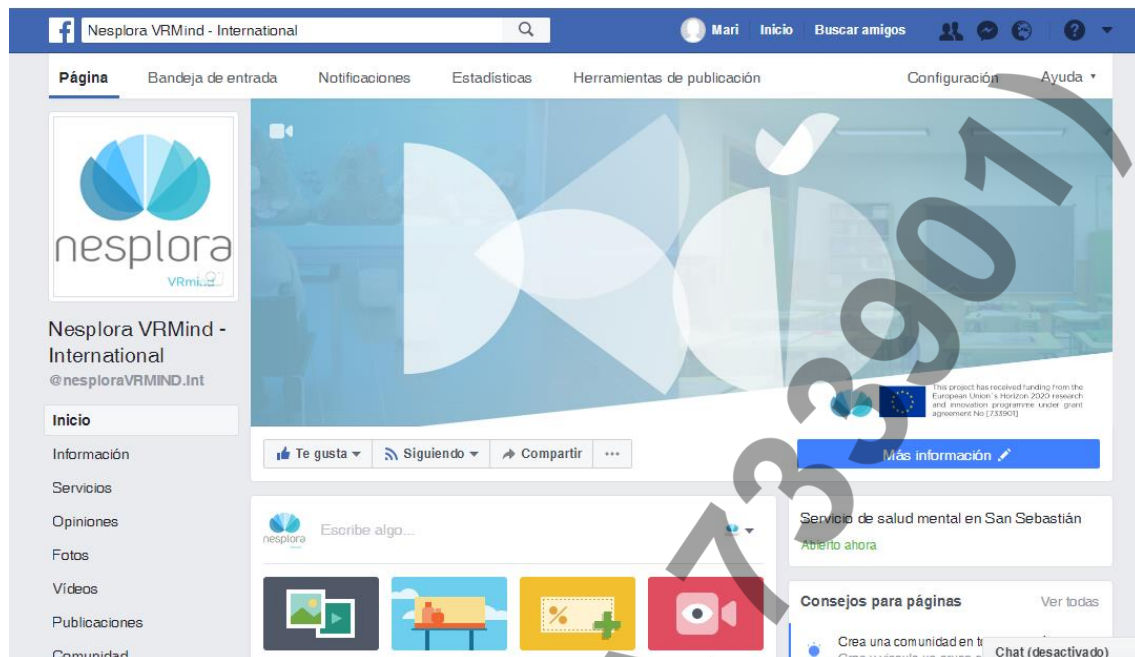 Nesplora VRMind - International
Mari Inicio Buscar amigos
Página Bandeja de entrada Notificaciones Estadísticas Herramientas de publicación Configuración Ayuda
nesplora
VRmind
Nesplora VRMind -
International
@nesploraVRMIND.Int
This project has received funding from the
European Union´s Horizon 2020 research
and innovation programme under grant
agreement No [733901]
Inicio
Información
Servicios
Opiniones
Fotos
Vídeos
Publicaciones
Comunidad
Te gusta Siguiendo Compartir ...
Más información
nesplora
Escribe algo...
%
Servicio de salud mental en San Sebastián
Abierto ahora
Consejos para páginas Ver todas
Crea una comunidad en
Chat (desactivado)
733901)